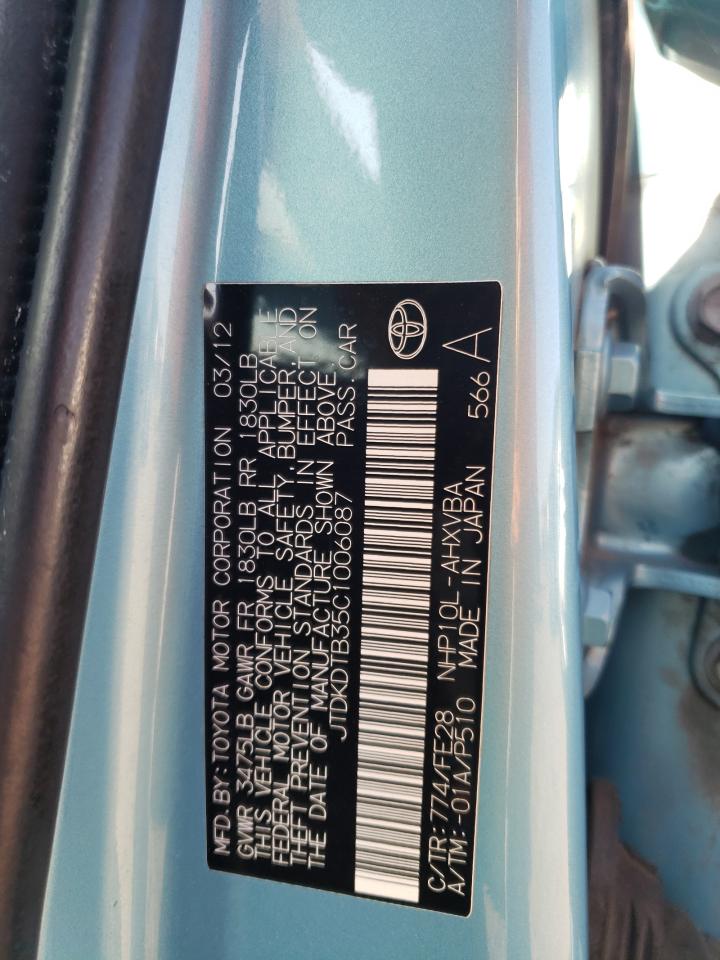 MFD. BY: TOYOTA MOTOR CORPORATION 03/12
GVWR 3475LB GAWR FR 1830LB RR 1830LB
THIS VEHICLE CONFORMS TO ALL APPLICABLE
FEDERAL MOTOR VEHICLE SAFETY, BUMPER, AND
THEFT PREVENTION STANDARDS IN EFFECT ON
THE DATE OF MANUFACTURE SHOWN ABOVE.
JTDKDTB35C1006087 PASS. CAR
C/TR: 774/FE28 NHP10L-AHXVBA
A/TM: -01A/P510 MADE IN JAPAN 566 A